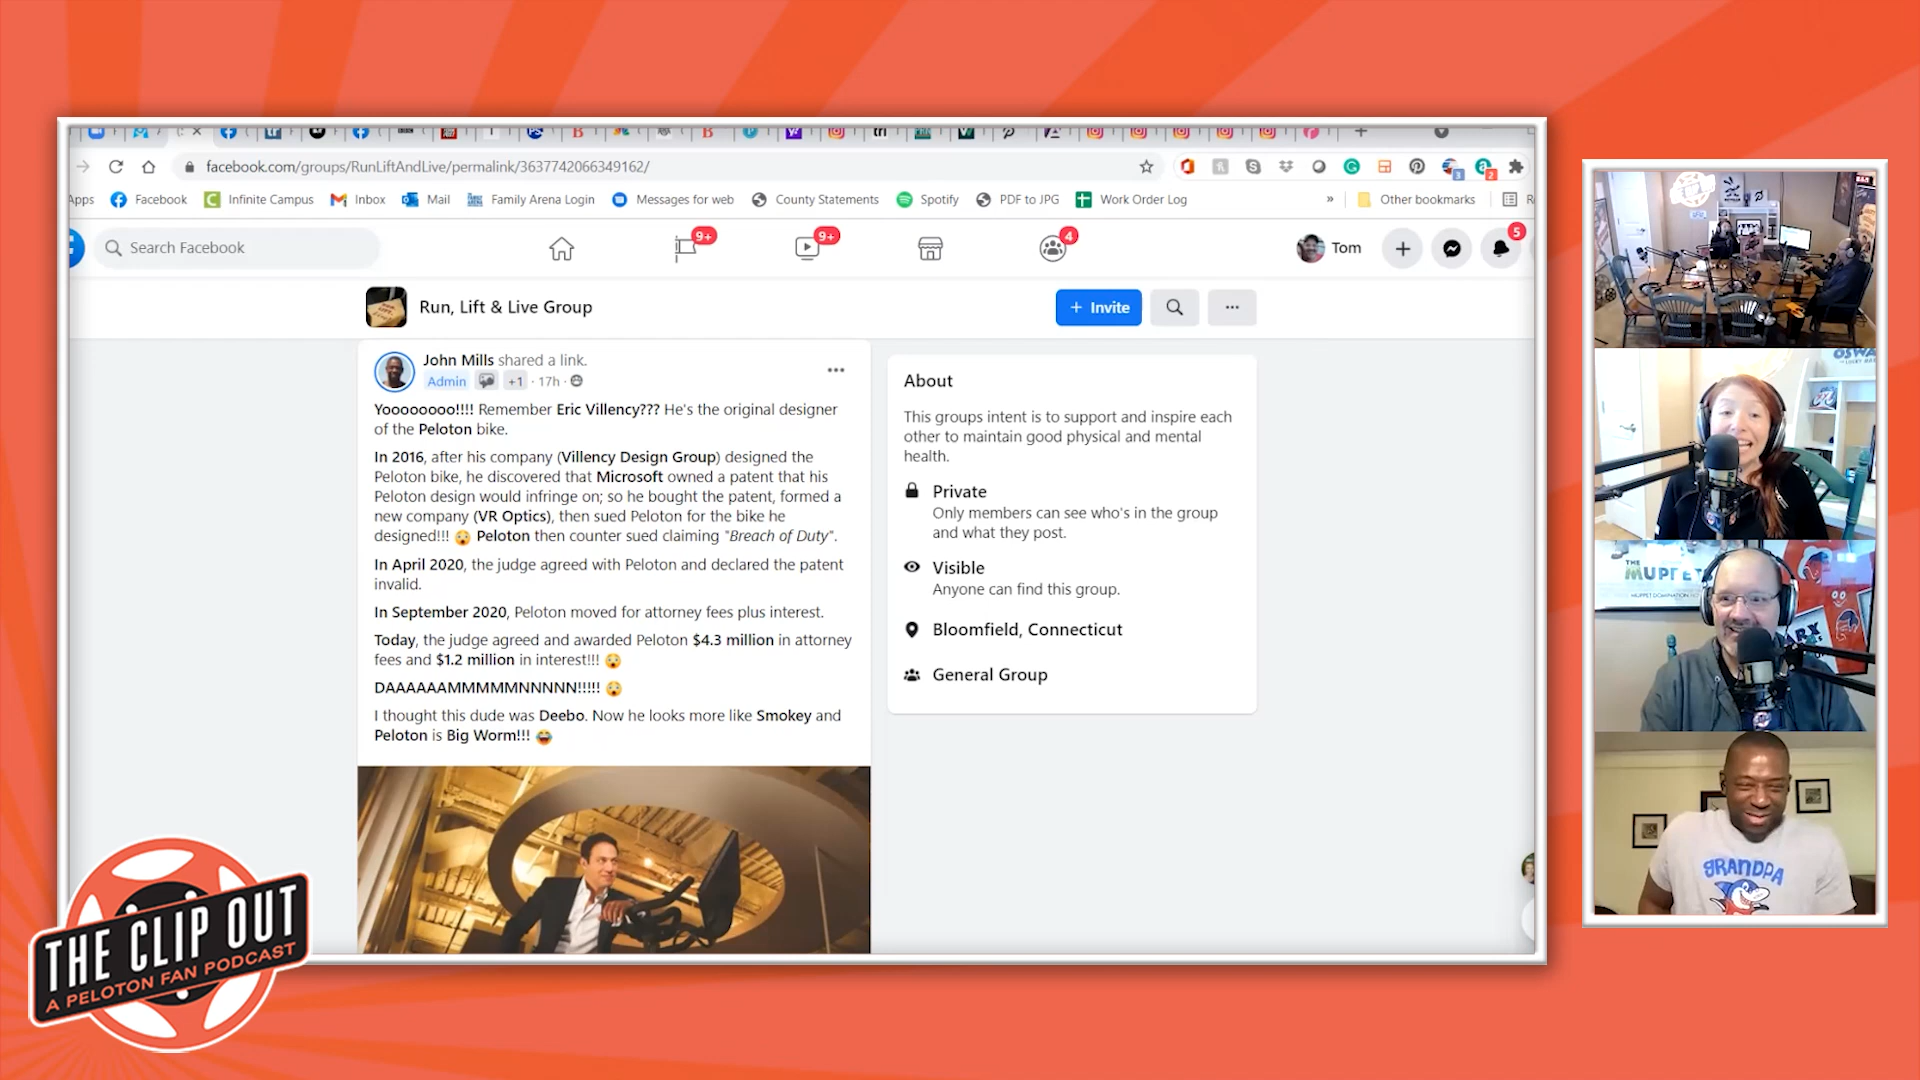 facebook.com/groups/RunLiftAndLive/permalink/3637742066349162/
Apps
Facebook
Infinite Campus
Inbox
Mail
Family Arena Login
Messages for web
County Statements
Spotify
PDF to JPG
Work Order Log
»
Other bookmarks
Search Facebook
9+
9+
4
Tom
5
Run, Lift & Live Group
+ Invite
John Mills shared a link.
Admin +1 · 17h ·
Yoooooooo!!!! Remember Eric Villency??? He's the original designer
of the Peloton bike.
In 2016, after his company (Villency Design Group) designed the
Peloton bike, he discovered that Microsoft owned a patent that his
Peloton design would infringe on; so he bought the patent, formed a
new company (VR Optics), then sued Peloton for the bike he
designed!!! 😲 Peloton then counter sued claiming "Breach of Duty".
In April 2020, the judge agreed with Peloton and declared the patent
invalid.
In September 2020, Peloton moved for attorney fees plus interest.
Today, the judge agreed and awarded Peloton $4.3 million in attorney
fees and $1.2 million in interest!!! 😲
DAAAAAAMMMMMNNNNN!!!!! 😲
I thought this dude was Deebo. Now he looks more like Smokey and
Peloton is Big Worm!!! 😂
About
This groups intent is to support and inspire each
other to maintain good physical and mental
health.
Private
Only members can see who's in the group
and what they post.
Visible
Anyone can find this group.
Bloomfield, Connecticut
General Group
THE CLIP OUT
A PELOTON FAN PODCAST
THE
MUPPETS
GRANDPA